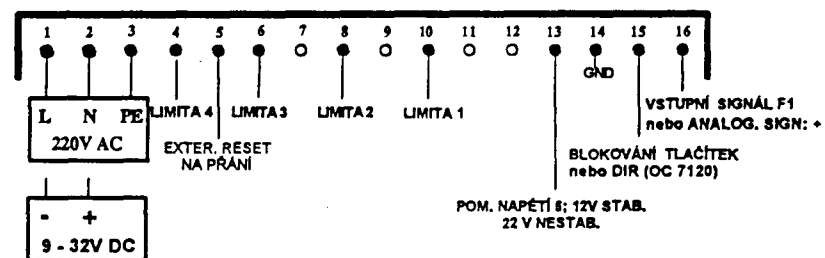 1 2 3 4 5 6 7 8 9 10 11 12 13 14 15 16
GND
L N PE
220V AC
LIMITA 4
LIMITA 3
LIMITA 2
LIMITA 1
EXTER. RESET
NA PŘÁNÍ
VSTUPNÍ SIGNÁL F1
nebo ANALOG. SIGN: +
BLOKOVÁNÍ TLAČÍTEK
nebo DIR (OC 7120)
POM. NAPĚTÍ 8; 12V STAB.
22 V NESTAB.
- +
9 - 32V DC